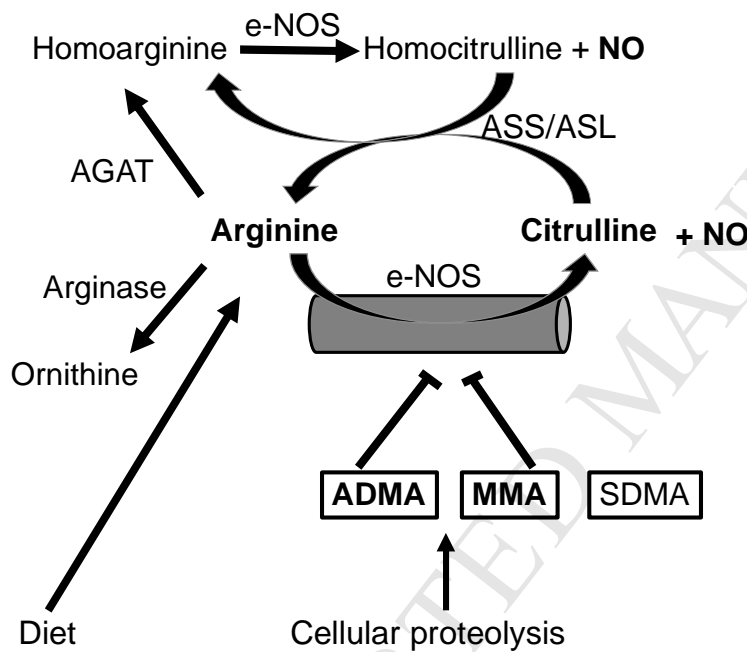 e-NOS
Homoarginine Homocitrulline + NO
ASS/ASL
AGAT
Arginine Citrulline + NO
Arginase e-NOS
Ornithine
ADMA MMA SDMA
Diet Cellular proteolysis